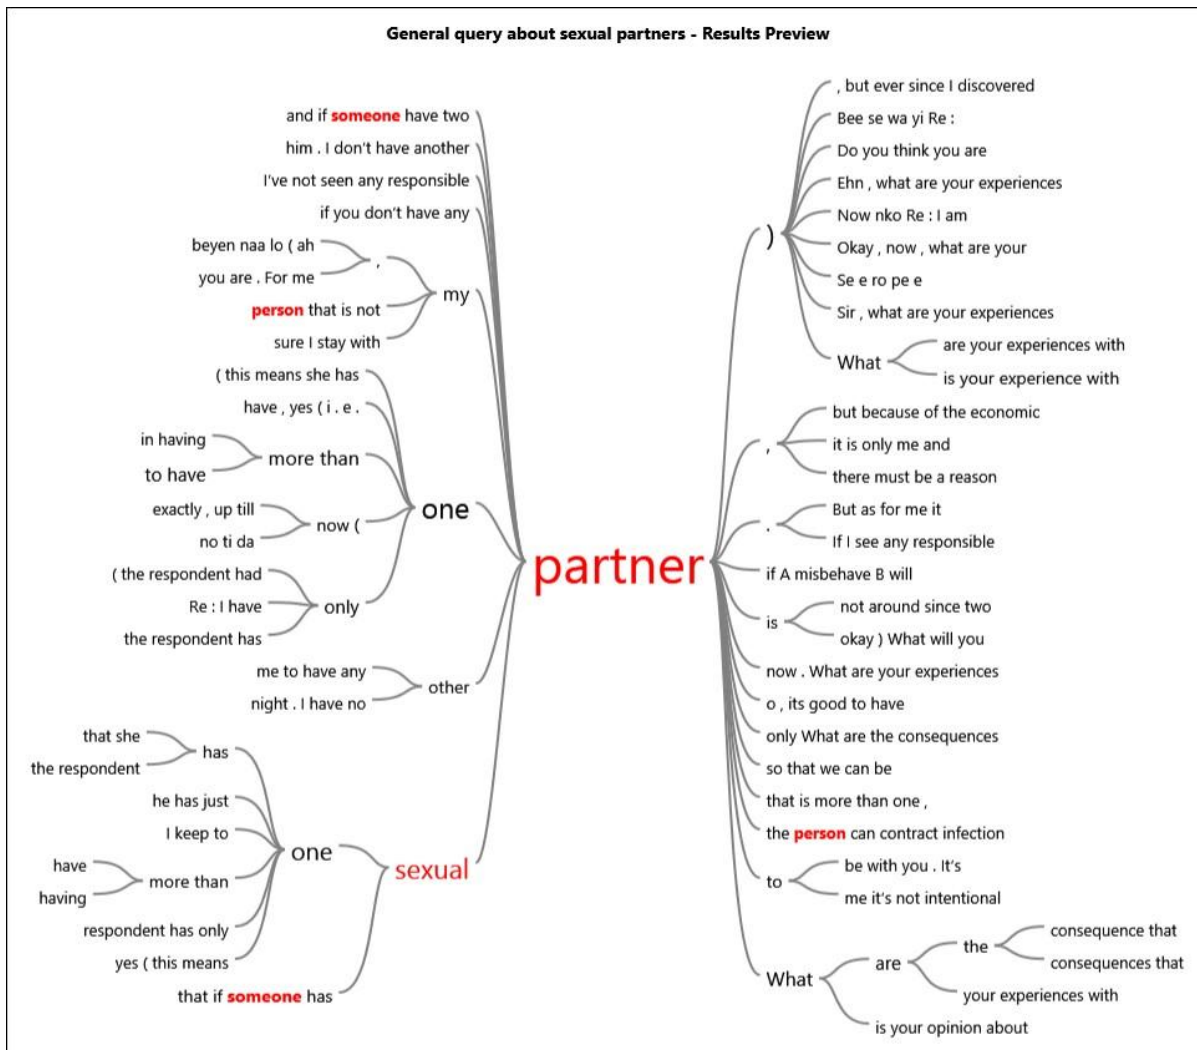 General query about sexual partners - Results Preview
and if someone have two
him . I don't have another
I've not seen any responsible
if you don't have any
beyen naa lo ( ah
you are . For me
,
person that is not
sure I stay with
my
( this means she has
have , yes ( i . e .
in having
to have
more than
exactly , up till
no ti da
now (
( the respondent had
Re : I have
the respondent has
only
one
me to have any
night . I have no
other
that she
the respondent
has
he has just
I keep to
have
having
more than
respondent has only
yes ( this means
one
that if someone has
sexual
partner
)
, but ever since I discovered
Bee se wa yi Re :
Do you think you are
Ehn , what are your experiences
Now nko Re : I am
Okay , now , what are your
Se e ro pe e
Sir , what are your experiences
What
are your experiences with
is your experience with
,
but because of the economic
it is only me and
there must be a reason
.
But as for me it
If I see any responsible
if A misbehave B will
is
not around since two
okay ) What will you
now . What are your experiences
o , its good to have
only What are the consequences
so that we can be
that is more than one ,
the person can contract infection
to
be with you . It's
me it's not intentional
What
are
the
consequence that
consequences that
your experiences with
is your opinion about